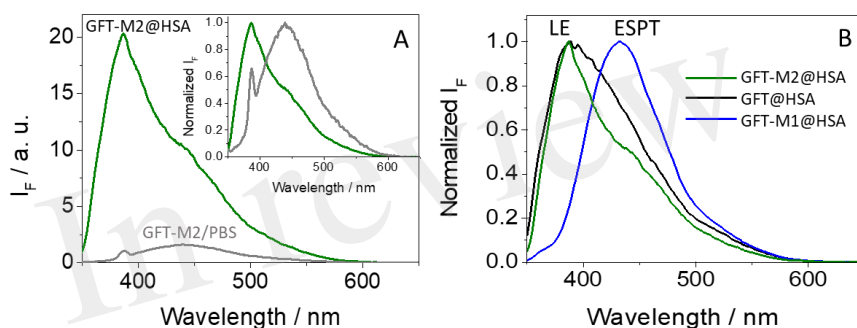 GFT-M2@HSA
A
20
15
10
5
0
I_F / a. u.
400
500
600
Wavelength / nm
GFT-M2/PBS
1.0
0.8
0.6
0.4
0.2
0.0
Normalized I_F
400
500
600
Wavelength / nm
LE
ESPT
B
GFT-M2@HSA
GFT@HSA
GFT-M1@HSA
1.0
0.8
0.6
0.4
0.2
0.0
Normalized I_F
400
500
600
Wavelength / nm
In review